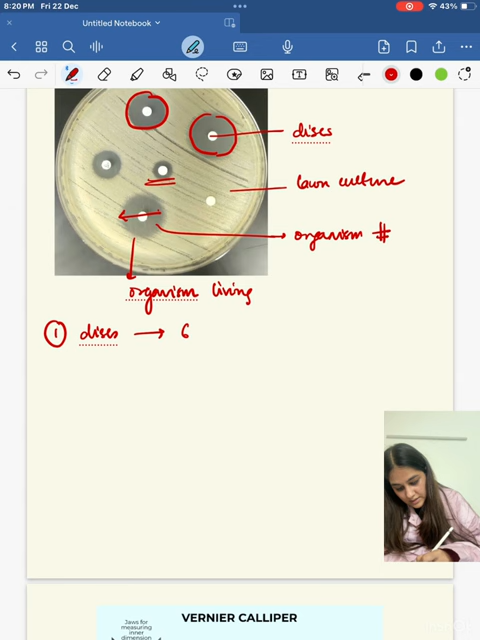 8:20 PM Fri 22 Dec
43%
Untitled Notebook
discs
lawn culture
organism #
organism living
① discs → 6
VERNIER CALLIPER
Jaws for
measuring
inner
dimension